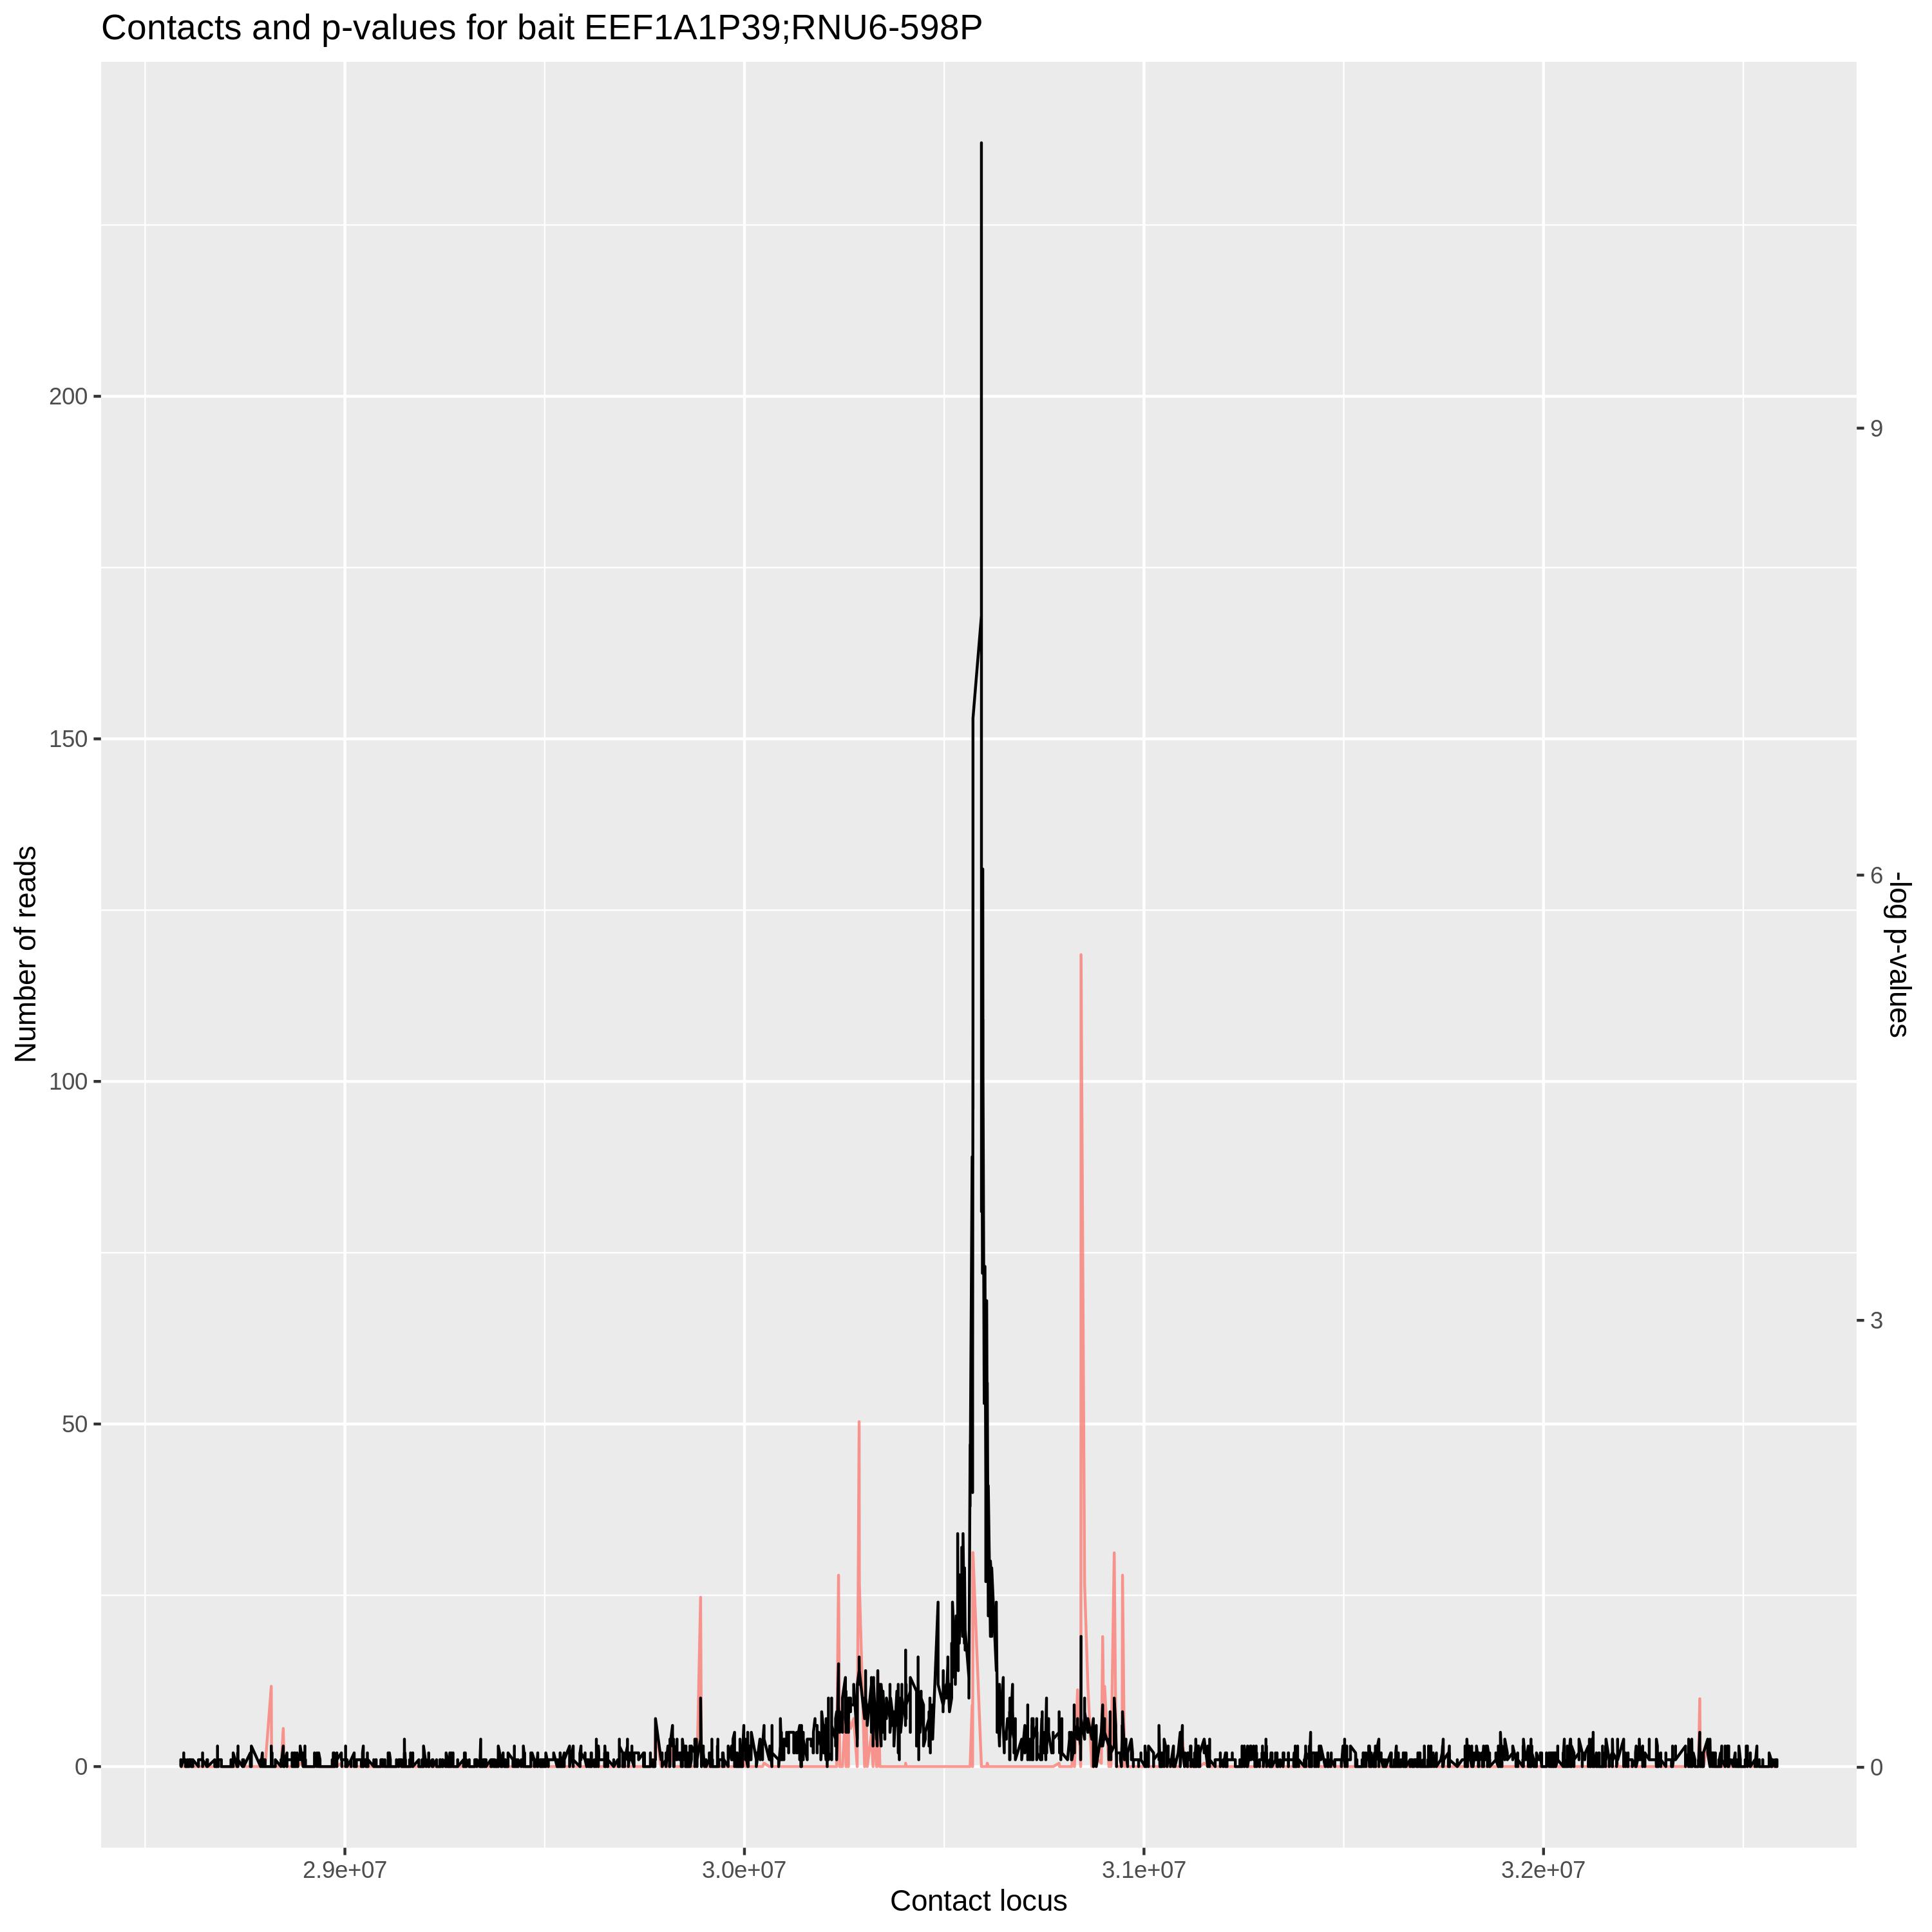 Contacts and p-values for bait EEF1A1P39;RNU6-598P
200
150
100
50
0
Number of reads
9
6
3
0
-log p-values
2.9e+07
3.0e+07
3.1e+07
3.2e+07
Contact locus